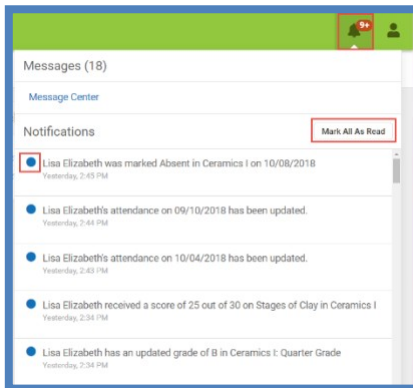 9+
Messages (18)
Message Center
Notifications
Mark All As Read
Lisa Elizabeth was marked Absent in Ceramics I on 10/08/2018
Yesterday, 2:45 PM
Lisa Elizabeth's attendance on 09/10/2018 has been updated.
Yesterday, 2:44 PM
Lisa Elizabeth's attendance on 10/04/2018 has been updated.
Yesterday, 2:43 PM
Lisa Elizabeth received a score of 25 out of 30 on Stages of Clay in Ceramics I
Yesterday, 2:34 PM
Lisa Elizabeth has an updated grade of B in Ceramics I: Quarter Grade
Yesterday, 2:34 PM